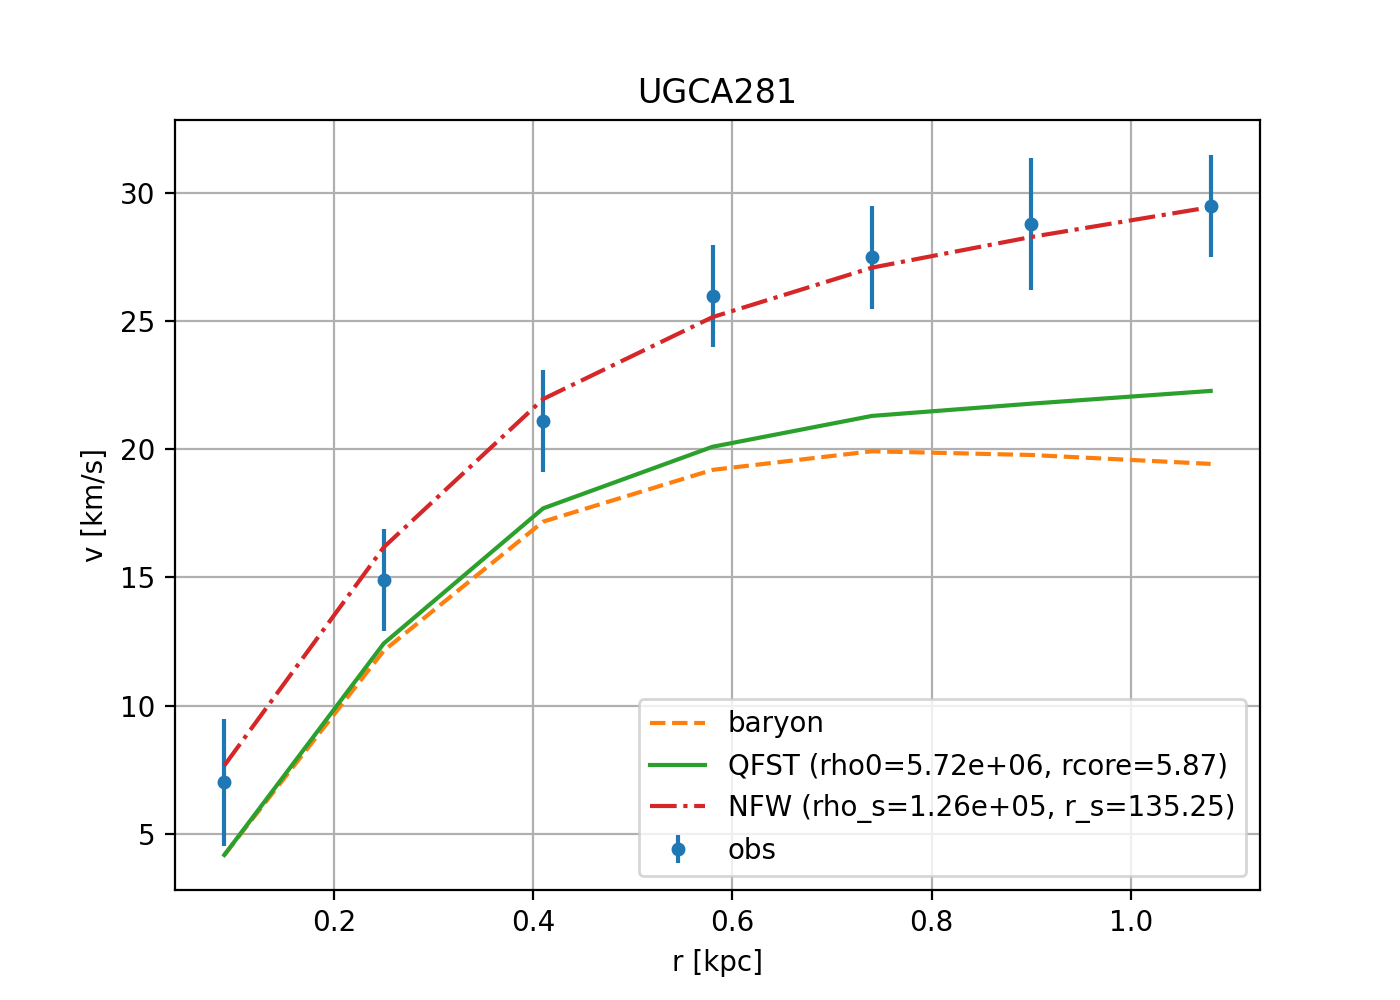 UGCA281
30
25
20
15
10
5
v [km/s]
baryon
QFST (rho0=5.72e+06, rcore=5.87)
NFW (rho_s=1.26e+05, r_s=135.25)
obs
0.2 0.4 0.6 0.8 1.0
r [kpc]